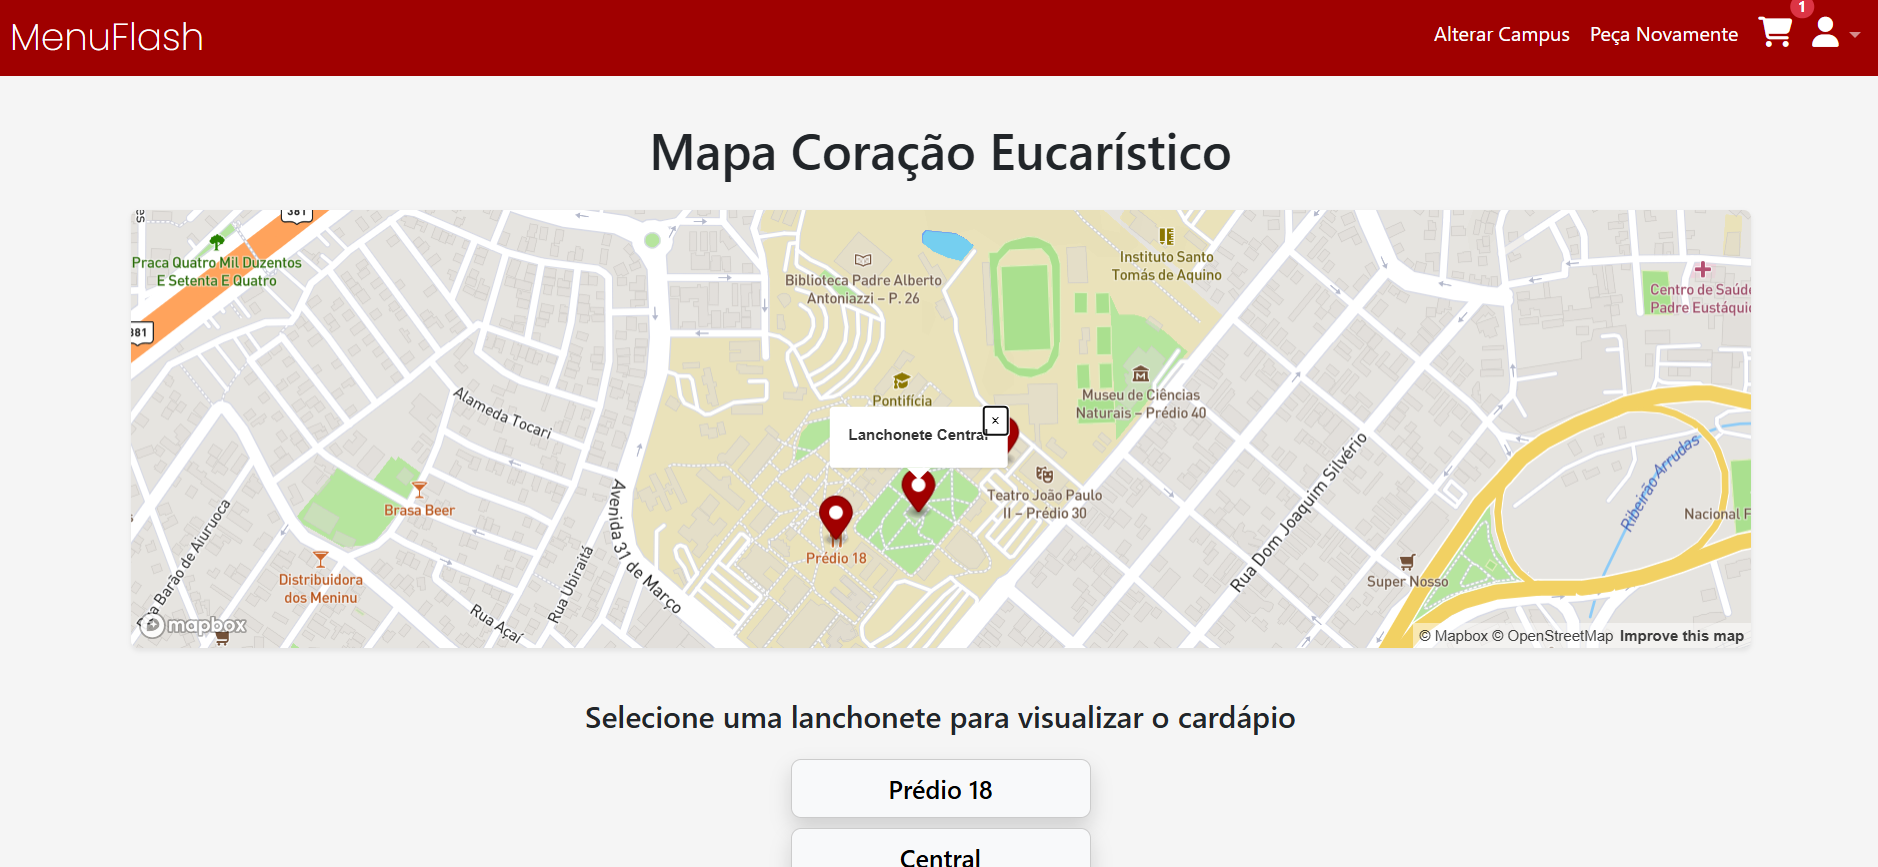 MenuFlash
Alterar Campus
Peça Novamente
1
Mapa Coração Eucarístico
381
Praca Quatro Mil Duzentos
E Setenta E Quatro
381
Biblioteca Padre Alberto
Antoniazzi – P. 26
Instituto Santo
Tomás de Aquino
Centro de Saúde
Padre Eustáquio
Pontifícia
Museu de Ciências
Naturais – Prédio 40
Alameda Tocari
Lanchonete Central
×
Teatro João Paulo
II – Prédio 30
Brasa Beer
Prédio 18
Avenida 31 de Março
Rua Dom Joaquim Silvério
Ribeirão Arrudas
Nacional F
Super Nosso
Distribuidora
dos Meninu
Rua Barão de Aiuruoca
Rua Ubiraitá
Rua Açaí
mapbox
© Mapbox © OpenStreetMap Improve this map
Selecione uma lanchonete para visualizar o cardápio
Prédio 18
Central